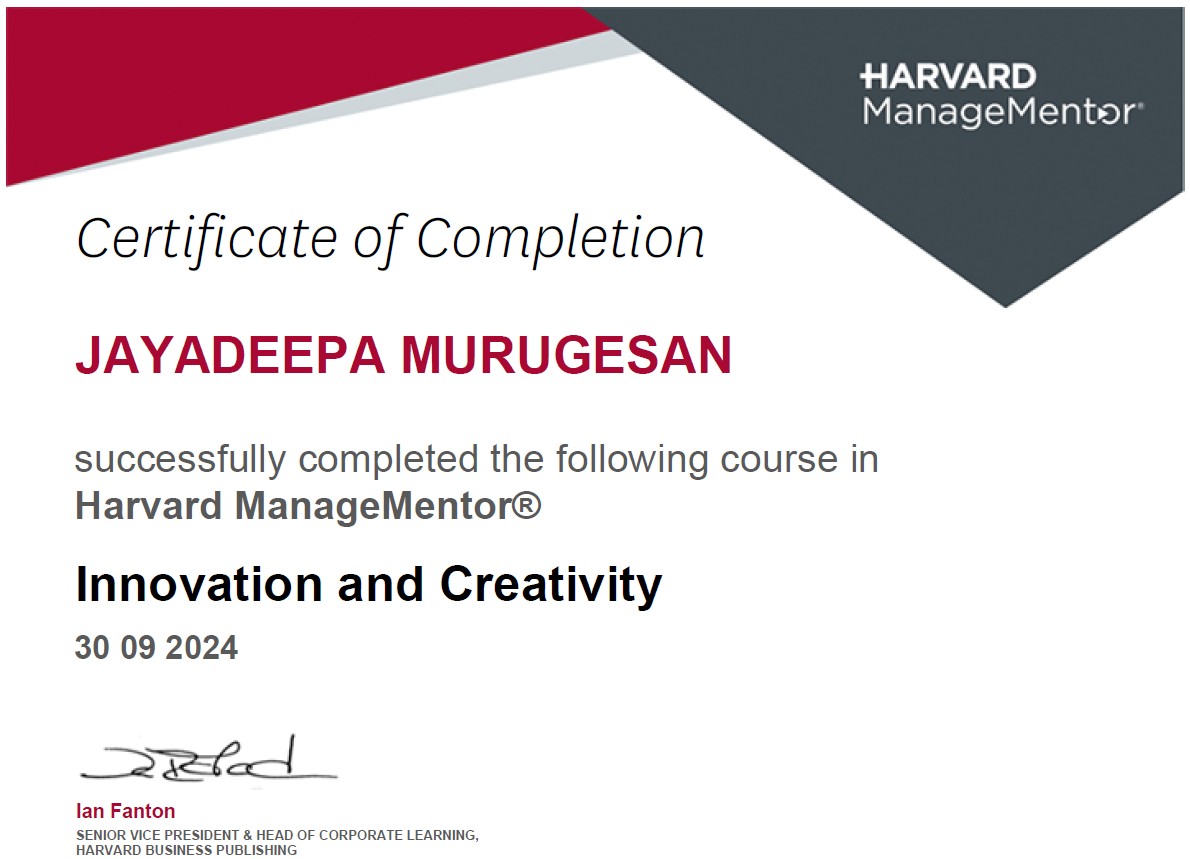 HARVARD
ManageMentor®
Certificate of Completion
JAYADEEPA MURUGESAN
successfully completed the following course in
Harvard ManageMentor®
Innovation and Creativity
30 09 2024
Ian Fanton
SENIOR VICE PRESIDENT & HEAD OF CORPORATE LEARNING,
HARVARD BUSINESS PUBLISHING